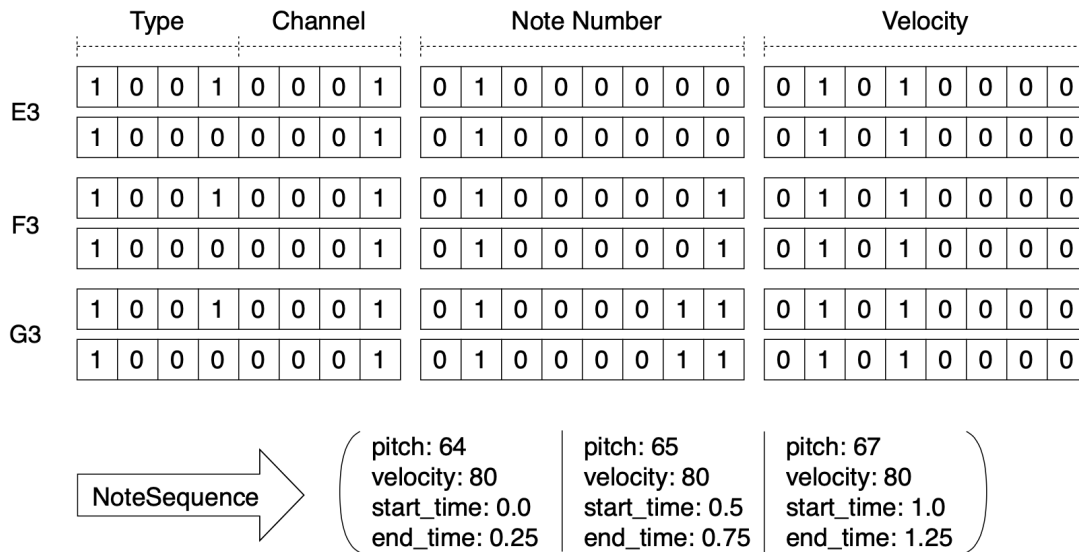 Type Channel Note Number Velocity
E3
1 0 0 1 0 0 0 1 0 1 0 0 0 0 0 0 0 1 0 1 0 0 0 0
1 0 0 0 0 0 0 1 0 1 0 0 0 0 0 0 0 1 0 1 0 0 0 0
F3
1 0 0 1 0 0 0 1 0 1 0 0 0 0 0 1 0 1 0 1 0 0 0 0
1 0 0 0 0 0 0 1 0 1 0 0 0 0 0 1 0 1 0 1 0 0 0 0
G3
1 0 0 1 0 0 0 1 0 1 0 0 0 0 1 1 0 1 0 1 0 0 0 0
1 0 0 0 0 0 0 1 0 1 0 0 0 0 1 1 0 1 0 1 0 0 0 0
NoteSequence
pitch: 64
velocity: 80
start_time: 0.0
end_time: 0.25
pitch: 65
velocity: 80
start_time: 0.5
end_time: 0.75
pitch: 67
velocity: 80
start_time: 1.0
end_time: 1.25